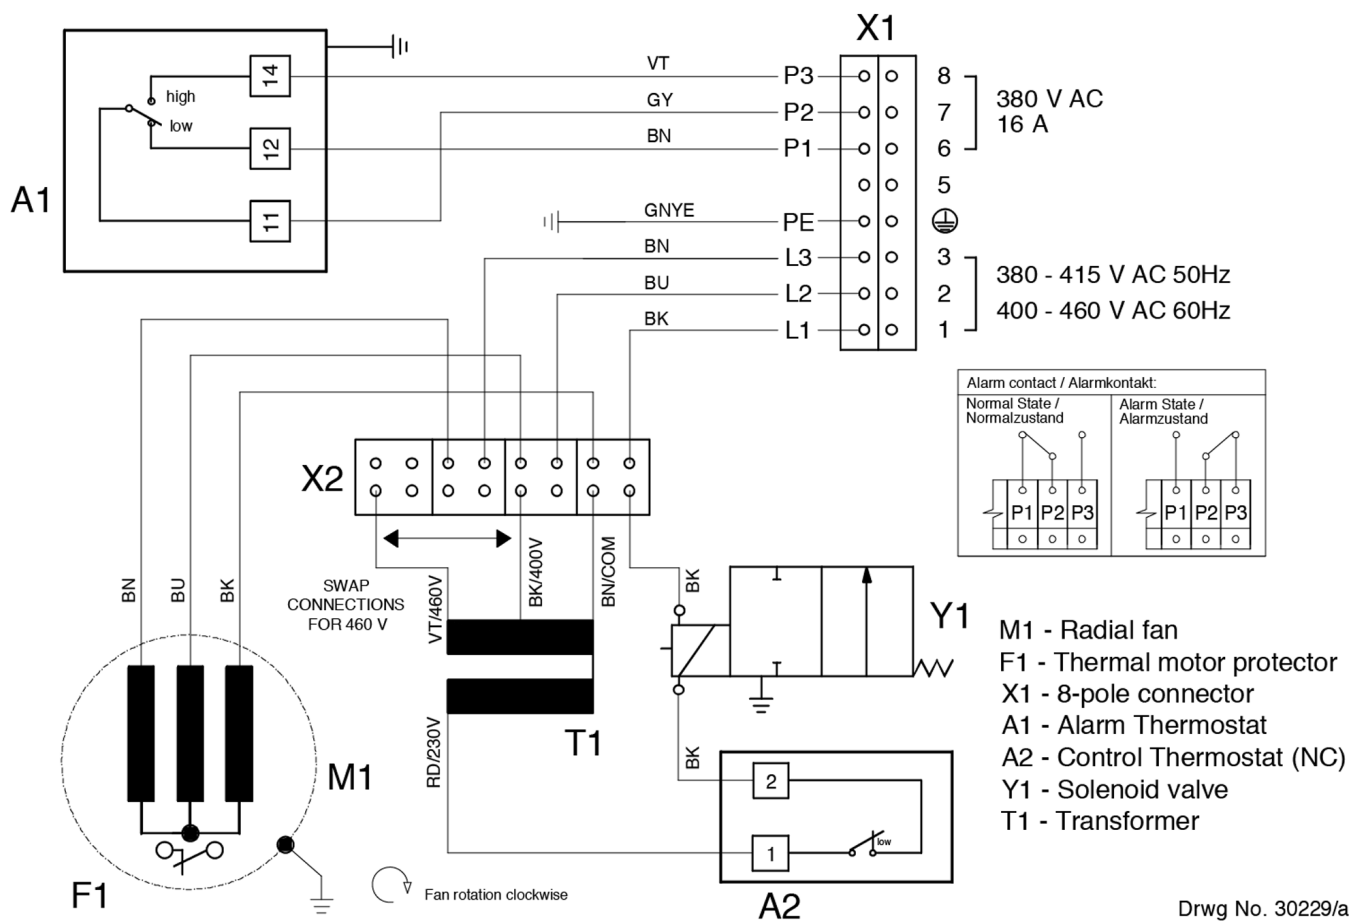 X1
14
high
low
12
11
A1
VT
GY
BN
P3
P2
P1
8
7
6
5
380 V AC
16 A
GNYE
BN
BU
BK
PE
L3
L2
L1
3
2
1
380 - 415 V AC 50Hz
400 - 460 V AC 60Hz
Alarm contact / Alarmkontakt:
Normal State /
Normalzustand
P1 P2 P3
Alarm State /
Alarmzustand
P1 P2 P3
X2
SWAP
CONNECTIONS
FOR 460 V
VT/460V
BK/400V
BN/COM
RD/230V
T1
BN
BU
BK
M1
F1
Fan rotation clockwise
BK
Y1
BK
2
1
low
A2
M1 - Radial fan
F1 - Thermal motor protector
X1 - 8-pole connector
A1 - Alarm Thermostat
A2 - Control Thermostat (NC)
Y1 - Solenoid valve
T1 - Transformer
Drwg No. 30229/a